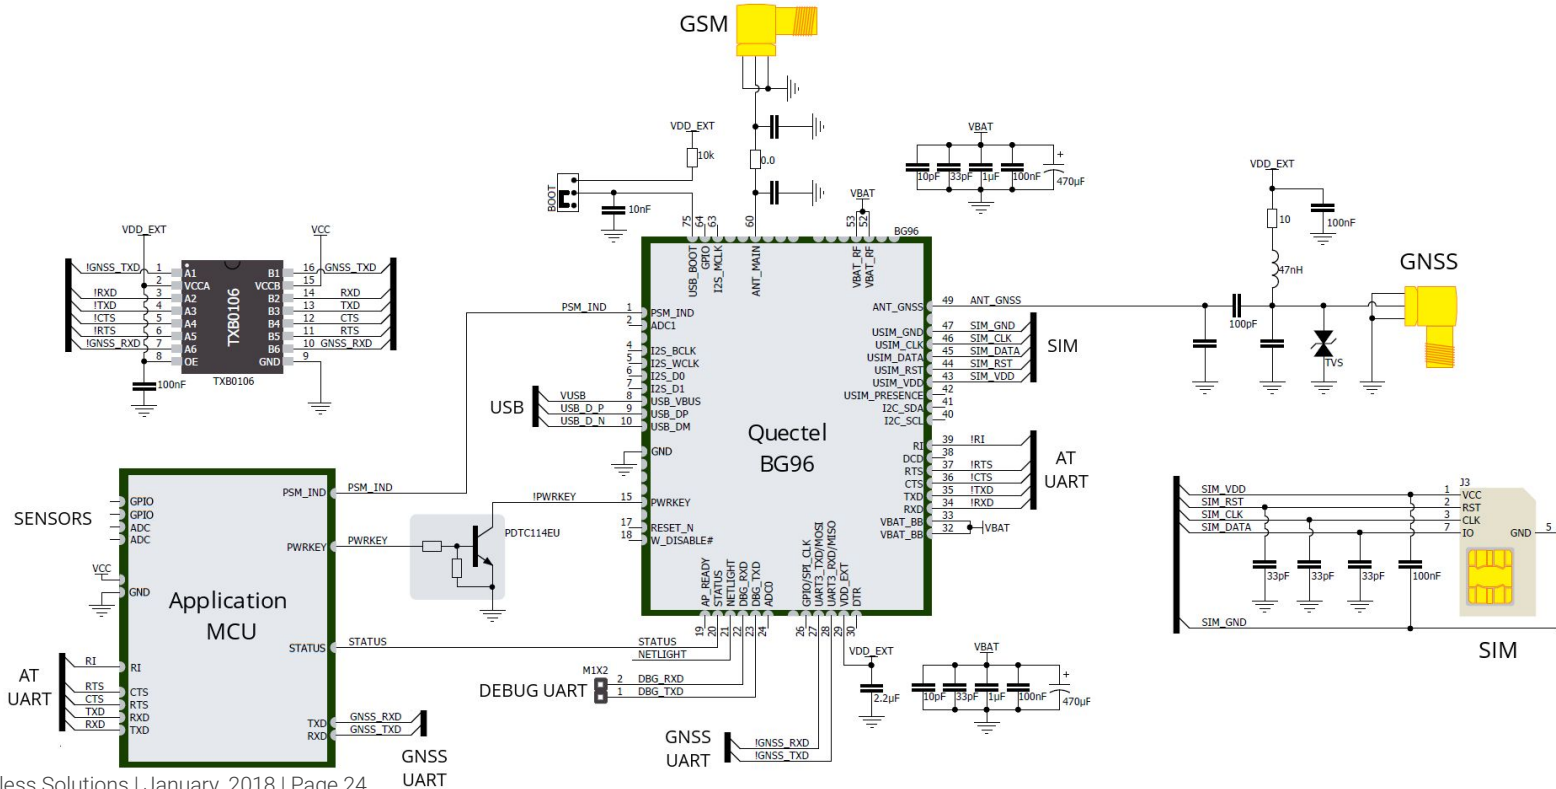 GSM
VDD_EXT
10k
0.0
BOOT
10nF
VBAT
10pF 33pF 1µF 100nF 470µF
VBAT
VDD_EXT
10
100nF
47nH
GNSS
100pF
TVS
VDD_EXT VCC
!GNSS_TXD 1 A1 B1 16 GNSS_TXD
2 VCCA VCCB 15
!RXD 3 A2 B2 14 RXD
!TXD 4 A3 B3 13 TXD
!CTS 5 A4 B4 12 CTS
!RTS 6 A5 B5 11 RTS
!GNSS_RXD 7 A6 B6 10 GNSS_RXD
8 OE GND 9
TXB0106
TXB0106
100nF
75 64 63 60 53 52
BG96
USB_BOOT
GPIO
I2S_MCLK
ANT_MAIN
VBAT_RF
VBAT_RF
PSM_IND 1 PSM_IND
2 ADC1
4 I2S_BCLK
5 I2S_WCLK
6 I2S_D0
7 I2S_D1
USB
VUSB 8 USB_VBUS
USB_D_P 9 USB_DP
USB_D_N 10 USB_DM
GND
!PWRKEY 15 PWRKEY
17 RESET_N
18 W_DISABLE#
Quectel
BG96
ANT_GNSS 49 ANT_GNSS
USIM_GND 47 SIM_GND
USIM_CLK 46 SIM_CLK
USIM_DATA 45 SIM_DATA
USIM_RST 44 SIM_RST
USIM_VDD 43 SIM_VDD
SIM
USIM_PRESENCE 42
I2C_SDA 41
I2C_SCL 40
RI 39 !RI
DCD 38
RTS 37 !RTS
CTS 36 !CTS
TXD 35 !TXD
RXD 34 !RXD
AT
UART
VBAT_BB 33
VBAT_BB 32
VBAT
AP_READY
STATUS
NETLIGHT
DBG_RXD
DBG_TXD
ADC0
GPIO/SPI_CLK
UART3_TXD/MOSI
UART3_RXD/MISO
VDD_EXT
DTR
19 20 21 22 23 24 26 27 28 29 30
PSM_IND PSM_IND
SENSORS
GPIO
GPIO
ADC
ADC
PWRKEY PWRKEY
PDTC114EU
VCC
GND
Application
MCU
STATUS STATUS
STATUS
NETLIGHT
AT
UART
RI RI
RTS CTS
CTS RTS
TXD RXD
RXD TXD
TXD GNSS_RXD
RXD GNSS_TXD
GNSS
UART
M1X2
DEBUG UART
2 DBG_RXD
1 DBG_TXD
GNSS
UART
!GNSS_RXD
!GNSS_TXD
VDD_EXT
2.2µF
VBAT
10pF 33pF 1µF 100nF 470µF
J3
SIM_VDD 1 VCC
SIM_RST 2 RST
SIM_CLK 3 CLK
SIM_DATA 7 IO
GND 5
33pF 33pF 33pF 100nF
SIM_GND
SIM
less Solutions | January, 2018 | Page 24